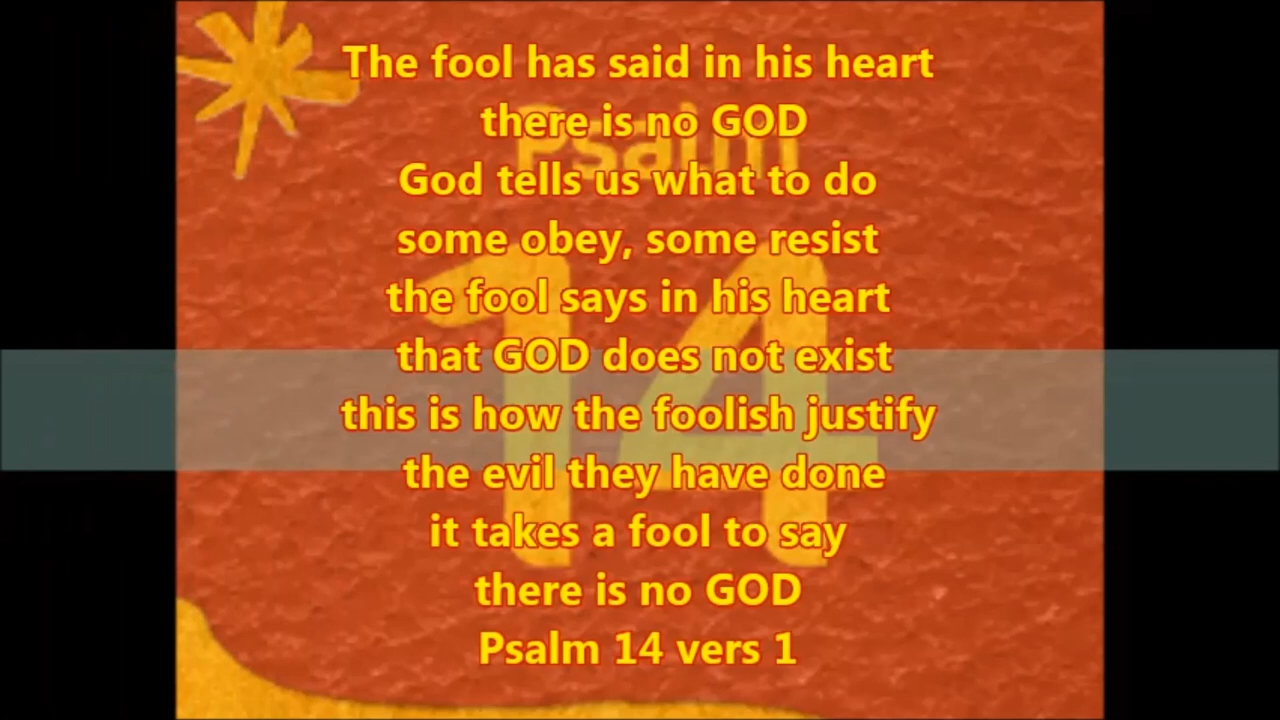 The fool has said in his heart
there is no GOD
Psalm
God tells us what to do
some obey, some resist
14
the fool says in his heart
that GOD does not exist
this is how the foolish justify
the evil they have done
it takes a fool to say
there is no GOD
Psalm 14 vers 1